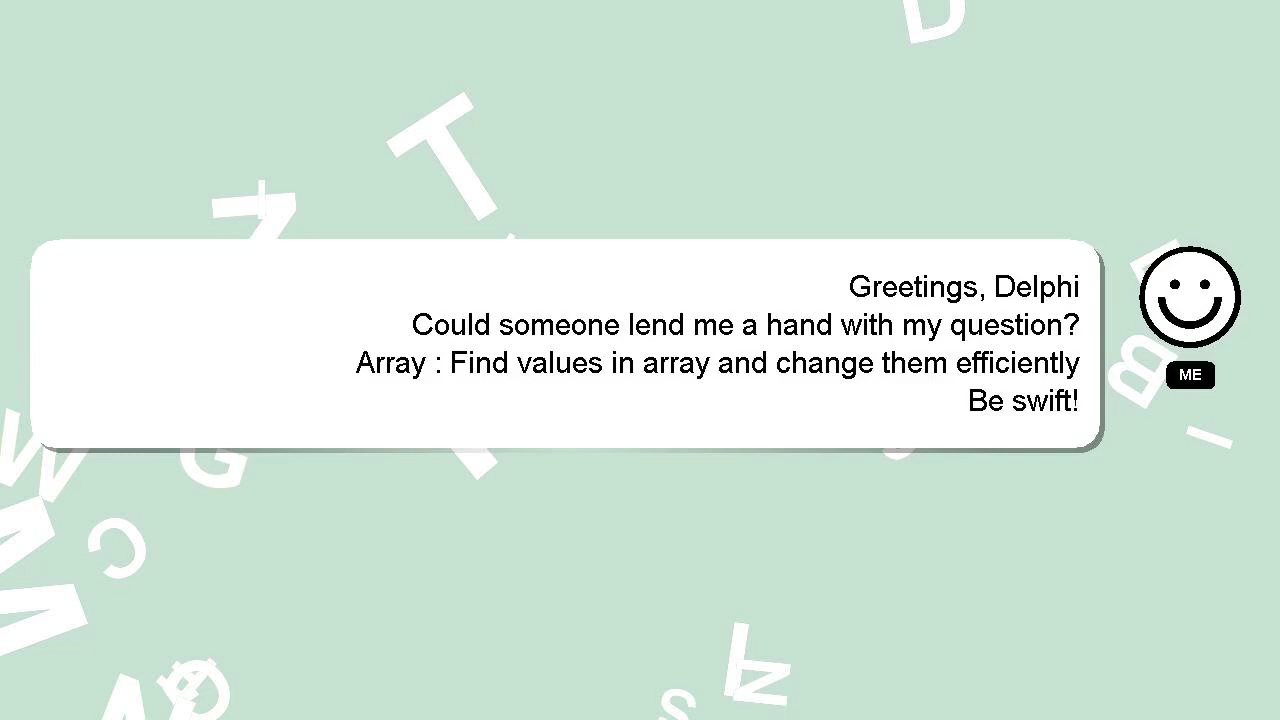 Greetings, Delphi
Could someone lend me a hand with my question?
Array : Find values in array and change them efficiently
Be swift!
ME